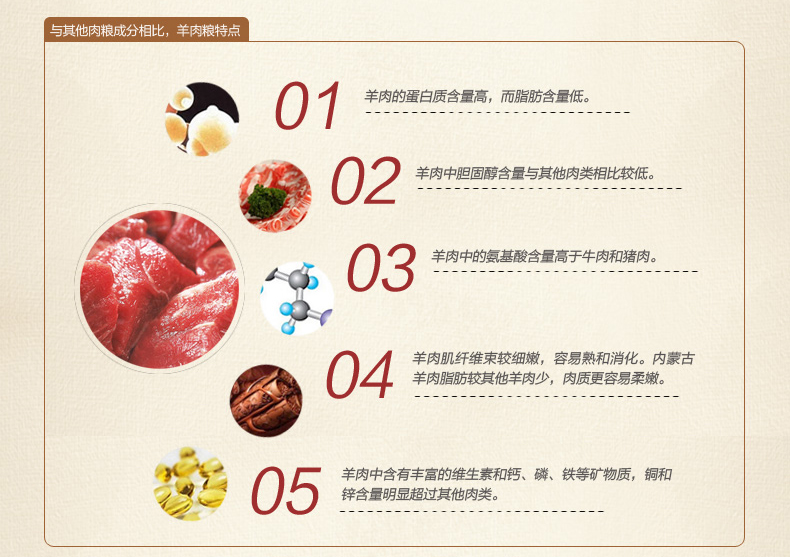 与其他肉粮成分相比，羊肉粮特点
01
羊肉的蛋白质含量高，而脂肪含量低。
02
羊肉中胆固醇含量与其他肉类相比较低。
03
羊肉中的氨基酸含量高于牛肉和猪肉。
04
羊肉肌纤维束较细嫩，容易熟和消化。内蒙古
羊肉脂肪较其他羊肉少，肉质更容易柔嫩。
05
羊肉中含有丰富的维生素和钙、磷、铁等矿物质，铜和
锌含量明显超过其他肉类。